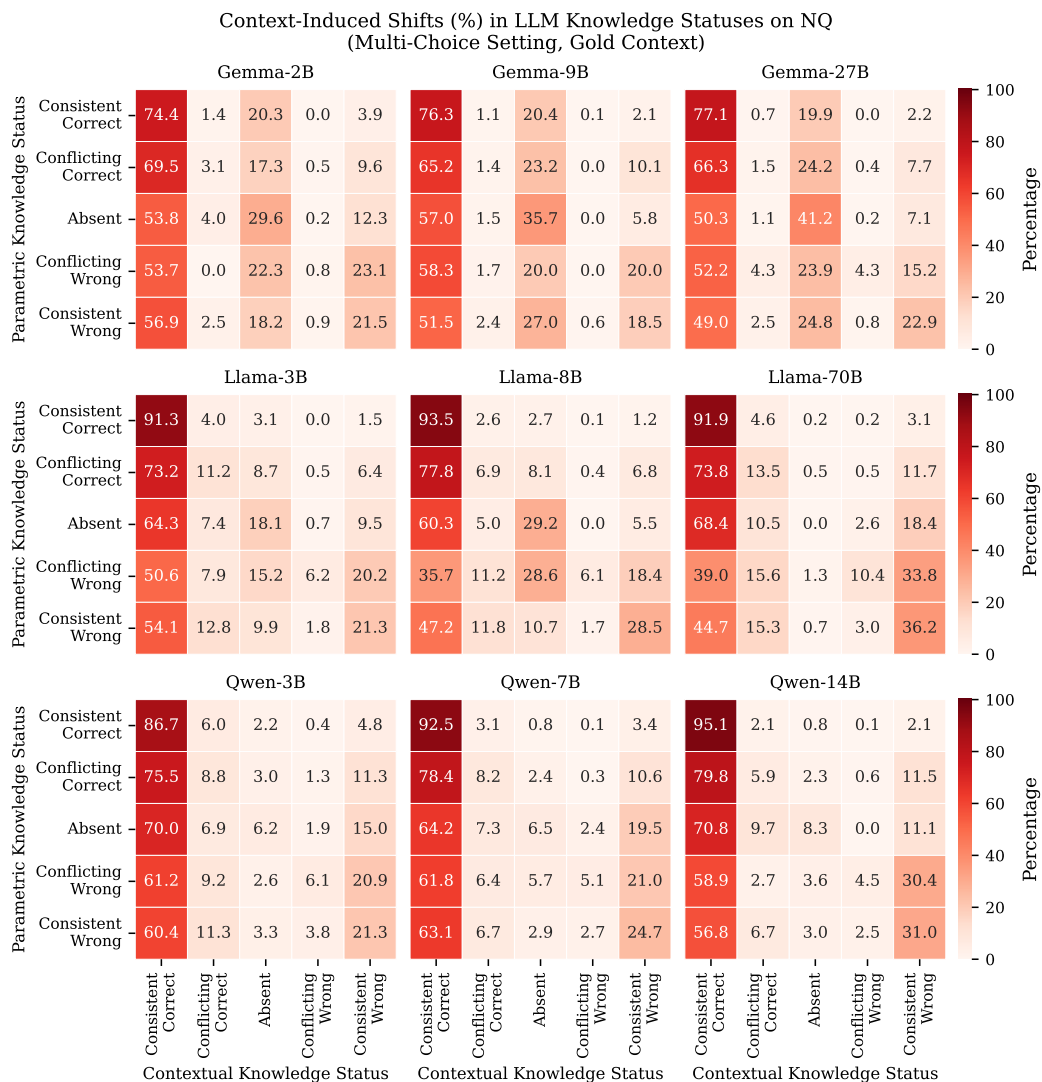 Context-Induced Shifts (%) in LLM Knowledge Statuses on NQ
(Multi-Choice Setting, Gold Context)
Gemma-2B
Gemma-9B
Gemma-27B
Parametric Knowledge Status
Consistent
Correct
74.4 1.4 20.3 0.0 3.9
76.3 1.1 20.4 0.1 2.1
77.1 0.7 19.9 0.0 2.2
Conflicting
Correct
69.5 3.1 17.3 0.5 9.6
65.2 1.4 23.2 0.0 10.1
66.3 1.5 24.2 0.4 7.7
Absent
53.8 4.0 29.6 0.2 12.3
57.0 1.5 35.7 0.0 5.8
50.3 1.1 41.2 0.2 7.1
Conflicting
Wrong
53.7 0.0 22.3 0.8 23.1
58.3 1.7 20.0 0.0 20.0
52.2 4.3 23.9 4.3 15.2
Consistent
Wrong
56.9 2.5 18.2 0.9 21.5
51.5 2.4 27.0 0.6 18.5
49.0 2.5 24.8 0.8 22.9
100
80
60
40
20
0
Percentage
Llama-3B
Llama-8B
Llama-70B
Parametric Knowledge Status
Consistent
Correct
91.3 4.0 3.1 0.0 1.5
93.5 2.6 2.7 0.1 1.2
91.9 4.6 0.2 0.2 3.1
Conflicting
Correct
73.2 11.2 8.7 0.5 6.4
77.8 6.9 8.1 0.4 6.8
73.8 13.5 0.5 0.5 11.7
Absent
64.3 7.4 18.1 0.7 9.5
60.3 5.0 29.2 0.0 5.5
68.4 10.5 0.0 2.6 18.4
Conflicting
Wrong
50.6 7.9 15.2 6.2 20.2
35.7 11.2 28.6 6.1 18.4
39.0 15.6 1.3 10.4 33.8
Consistent
Wrong
54.1 12.8 9.9 1.8 21.3
47.2 11.8 10.7 1.7 28.5
44.7 15.3 0.7 3.0 36.2
100
80
60
40
20
0
Percentage
Qwen-3B
Qwen-7B
Qwen-14B
Parametric Knowledge Status
Consistent
Correct
86.7 6.0 2.2 0.4 4.8
92.5 3.1 0.8 0.1 3.4
95.1 2.1 0.8 0.1 2.1
Conflicting
Correct
75.5 8.8 3.0 1.3 11.3
78.4 8.2 2.4 0.3 10.6
79.8 5.9 2.3 0.6 11.5
Absent
70.0 6.9 6.2 1.9 15.0
64.2 7.3 6.5 2.4 19.5
70.8 9.7 8.3 0.0 11.1
Conflicting
Wrong
61.2 9.2 2.6 6.1 20.9
61.8 6.4 5.7 5.1 21.0
58.9 2.7 3.6 4.5 30.4
Consistent
Wrong
60.4 11.3 3.3 3.8 21.3
63.1 6.7 2.9 2.7 24.7
56.8 6.7 3.0 2.5 31.0
100
80
60
40
20
0
Percentage
Consistent
Correct
Conflicting
Correct
Absent
Conflicting
Wrong
Consistent
Wrong
Contextual Knowledge Status
Consistent
Correct
Conflicting
Correct
Absent
Conflicting
Wrong
Consistent
Wrong
Contextual Knowledge Status
Consistent
Correct
Conflicting
Correct
Absent
Conflicting
Wrong
Consistent
Wrong
Contextual Knowledge Status